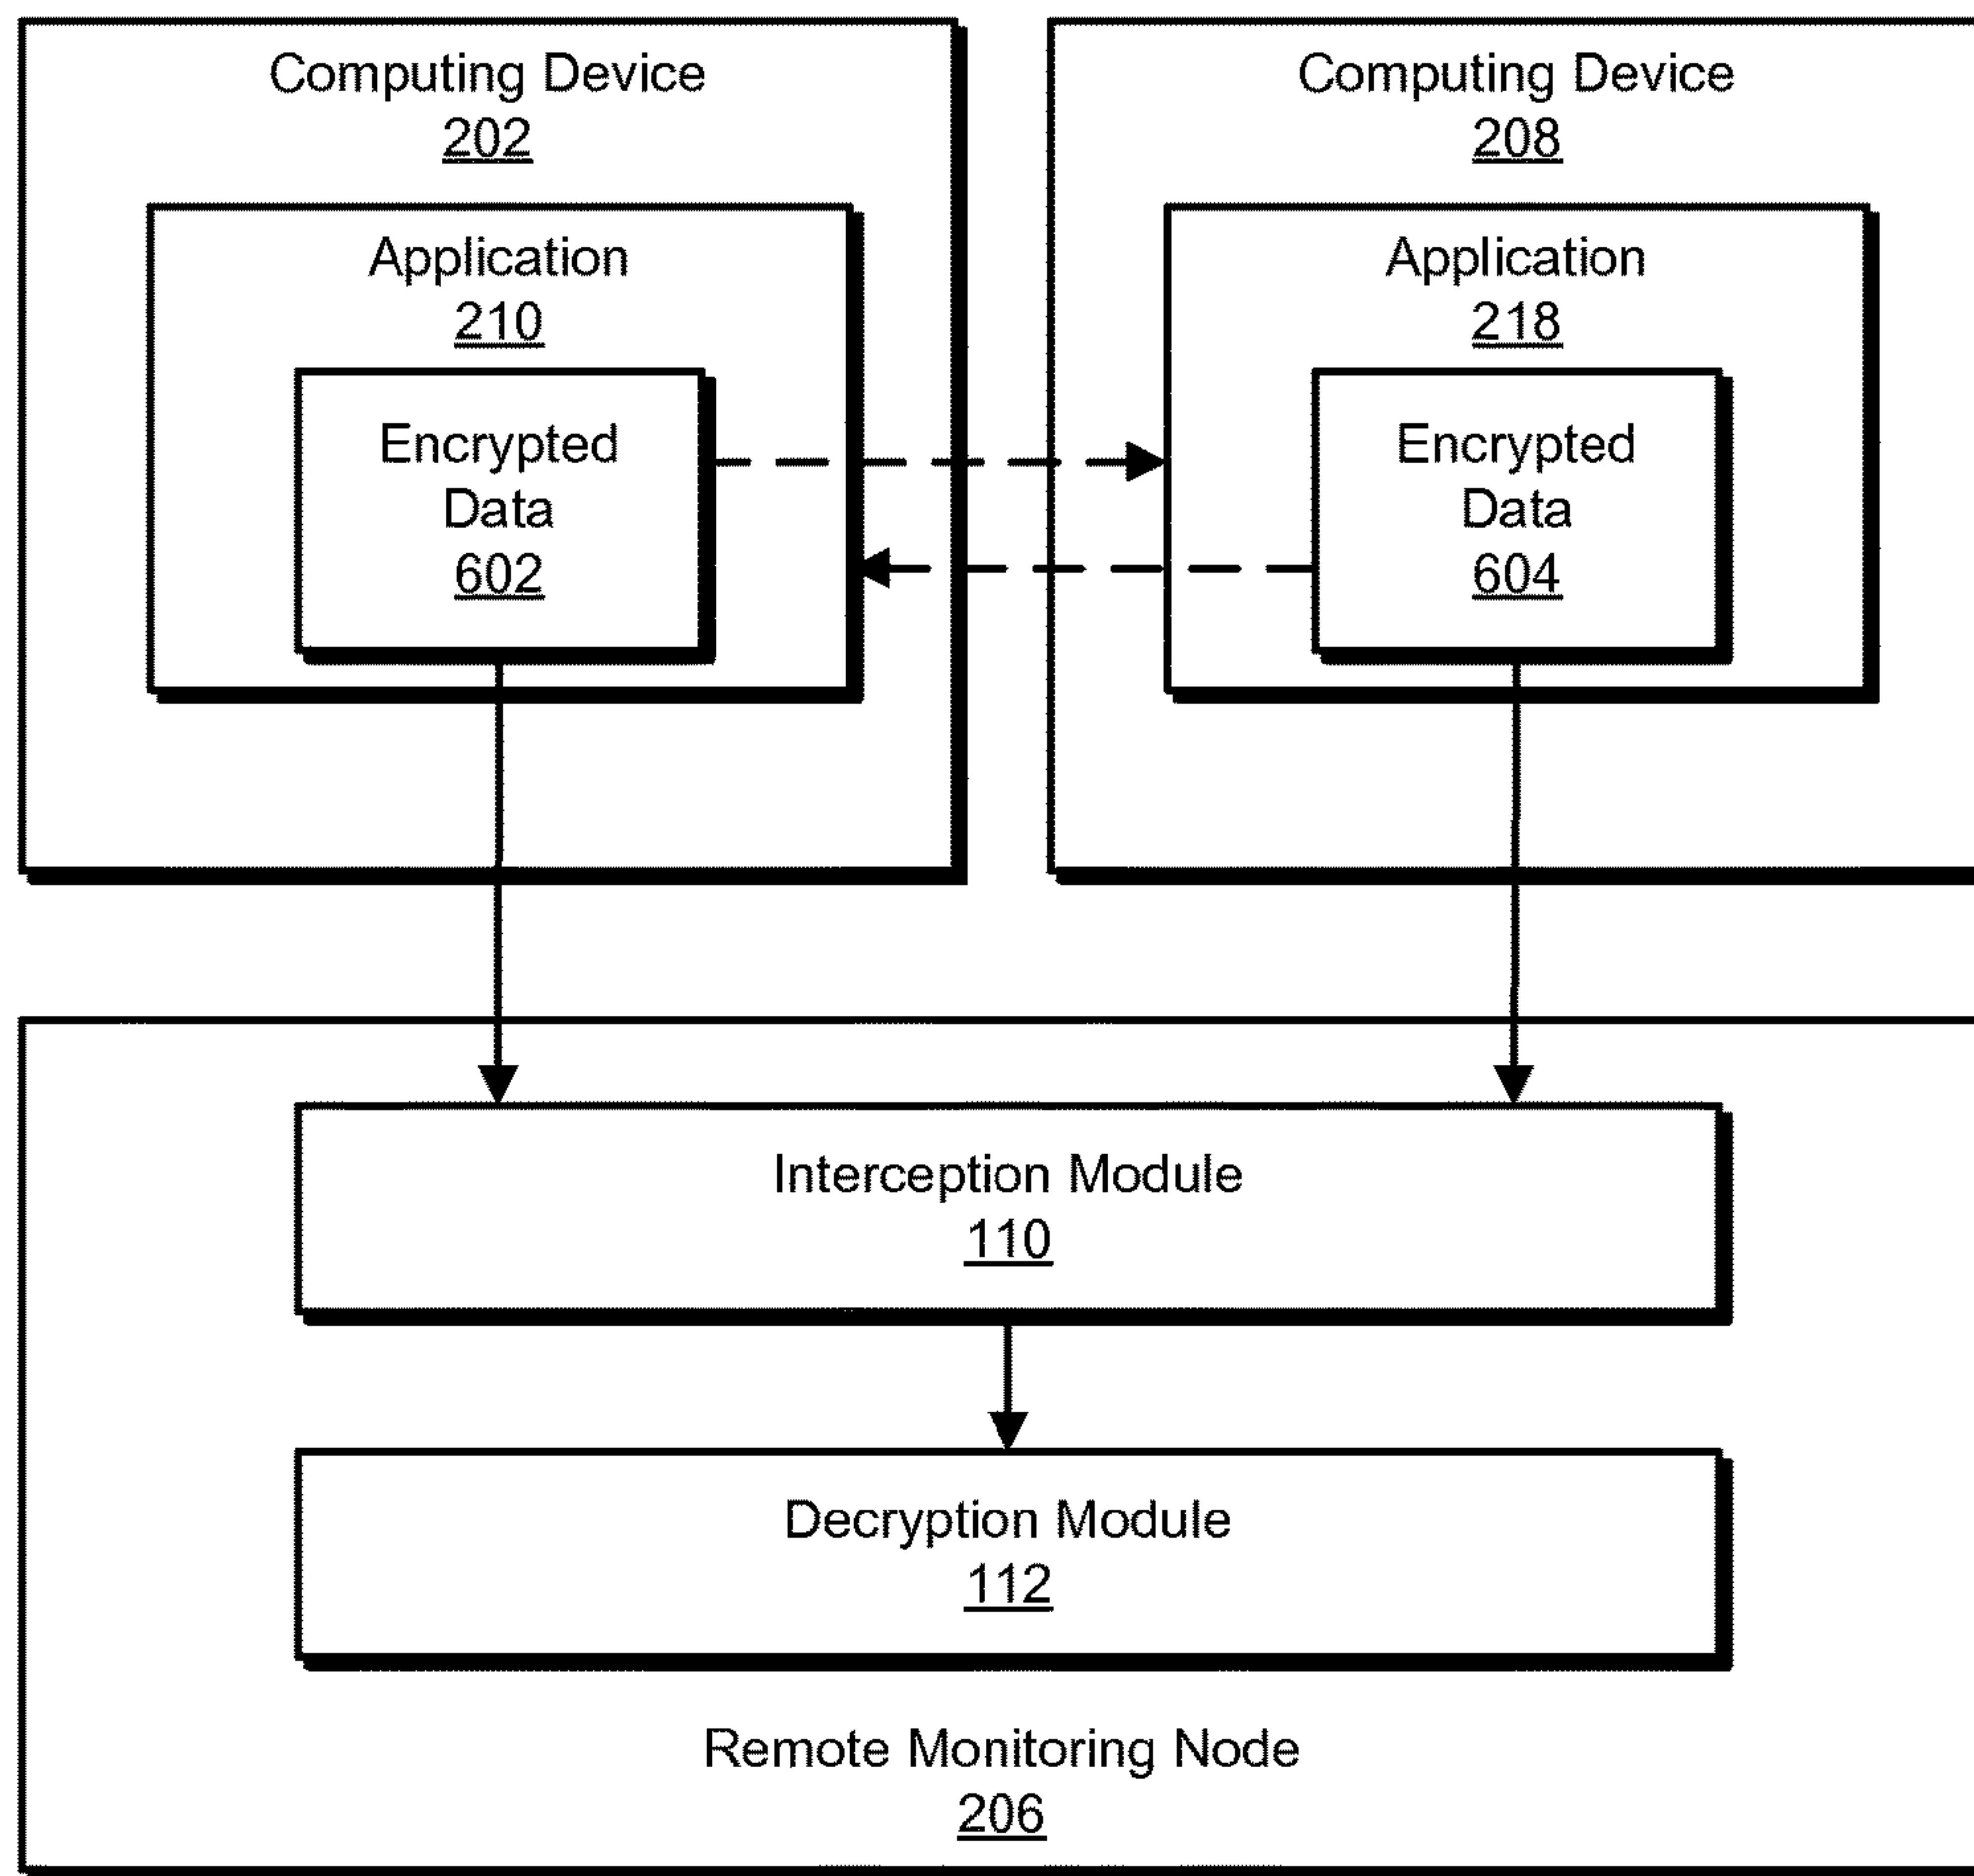 Computing Device
202
Application
210
Encrypted
Data
602
Computing Device
208
Application
218
Encrypted
Data
604
Interception Module
110
Decryption Module
112
Remote Monitoring Node
206